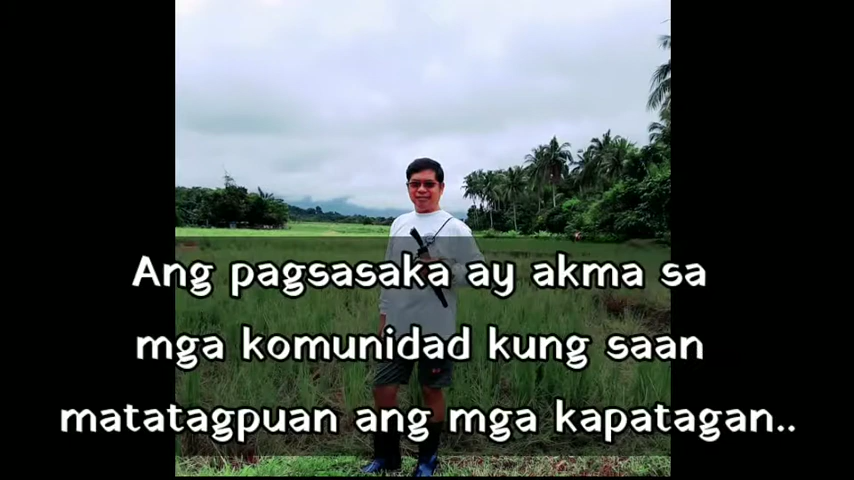 Ang pagsasaka ay akma sa
mga komunidad kung saan
matatagpuan ang mga kapatagan..